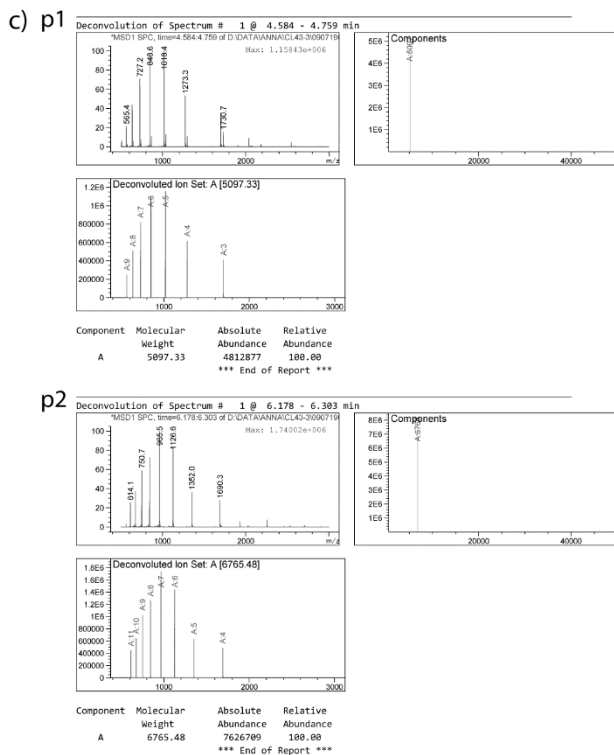 c) p1
Deconvolution of Spectrum # 1 @ 4.584 - 4.759 min
*MSD1 SPC, time=4.584:4.759 of D:\DATA\ANNA\CL43-3\090719
Max: 1.15843e+006
100
80
60
40
20
0
565.4
727.2
848.6
1018.4
1273.3
1730.7
1000
2000
m/z
Components
5E6
4E6
3E6
2E6
1E6
20000
40000
Deconvoluted Ion Set: A [5097.33]
1.2E6
1E6
800000
600000
400000
200000
0
A:9
A:8
A:7
A:6
A:5
A:4
A:3
1000
2000
3000
Component Molecular Absolute Relative
Weight Abundance Abundance
A 5097.33 4812877 100.00
*** End of Report ***
p2
Deconvolution of Spectrum # 1 @ 6.178 - 6.303 min
*MSD1 SPC, time=6.178:6.303 of D:\DATA\ANNA\CL43-3\090719
Max: 1.74002e+006
100
80
60
40
20
0
614.1
750.7
965.5
1126.6
1352.0
1690.3
1000
2000
m/z
Components
8E6
7E6
6E6
5E6
4E6
3E6
2E6
1E6
20000
40000
Deconvoluted Ion Set: A [6765.48]
1.8E6
1.6E6
1.4E6
1.2E6
1E6
800000
600000
400000
200000
0
A:11
A:10
A:9
A:8
A:7
A:6
A:5
A:4
1000
2000
3000
Component Molecular Absolute Relative
Weight Abundance Abundance
A 6765.48 7626709 100.00
*** End of Report ***